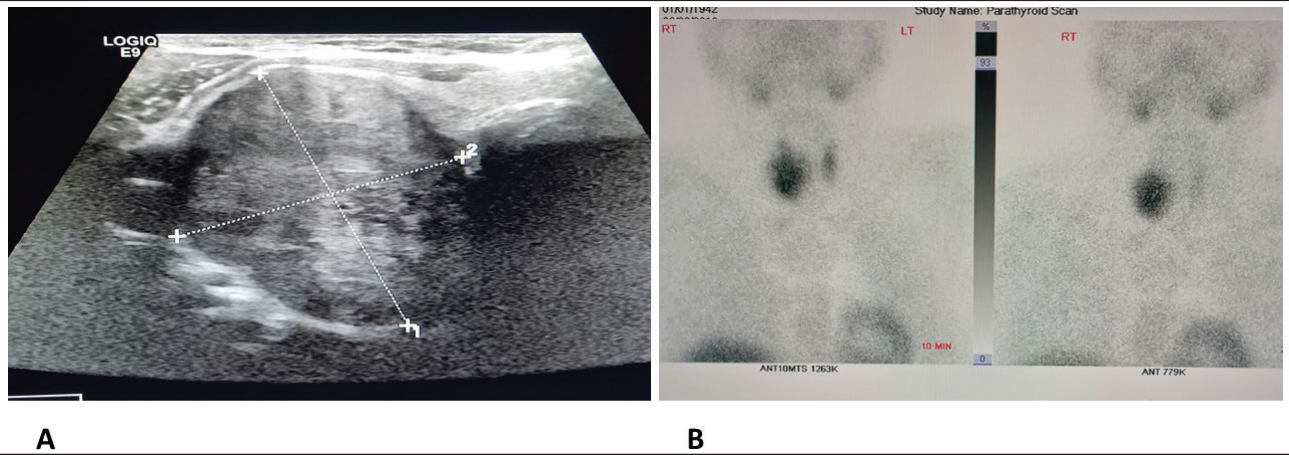 LOGIQ
E9
2
1
01/01/1942
Study Name: Parathyroid Scan
RT
LT
%
RT
93
10 MIN
0
ANT10MTS 1263K
ANT 779K
A
B